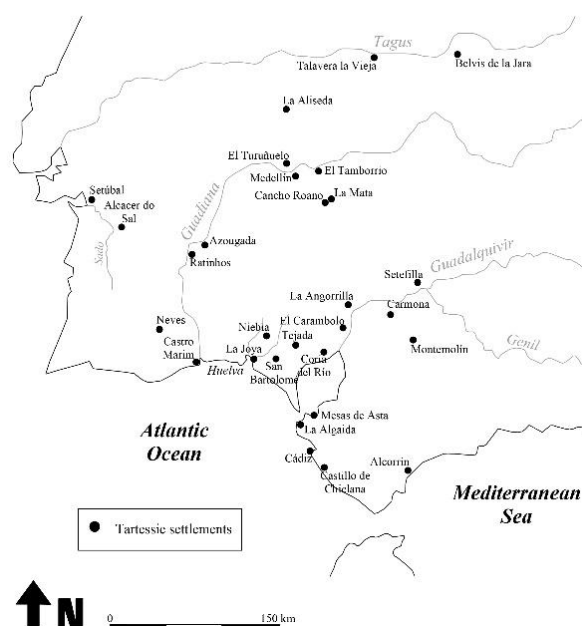 Tagus
Talavera la Vieja
Belvis de la Jara
La Aliseda
El Turuñuelo
El Tamborrio
Medellín
Cancho Roano
La Mata
Setúbal
Alcacer do
Sal
Sado
Guadiana
Azougada
Ratinhos
Guadalquivir
Setefilla
La Angorrilla
Carmona
Genil
Neves
Niebla
El Carambolo
Tejada
Montemolín
Castro
Marim
La Joya
Huelva
San
Bartolomé
Coria
del Río
Mesas de Asta
La Algaida
Atlantic
Ocean
Cádiz
Castillo de
Chiclana
Alcorrín
Mediterranean
Sea
Tartessic settlements
N
0
150 km